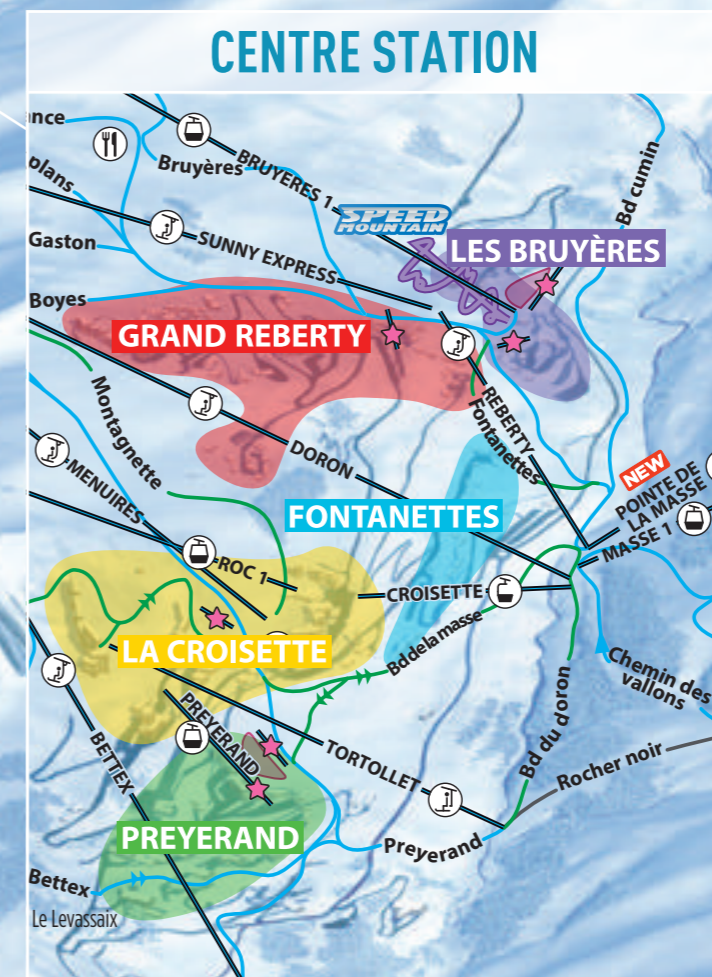 CENTRE STATION
nce
plans
Bruyères
BRUYERES 1
SPEED
MOUNTAIN
Bd cumin
Gaston
SUNNY EXPRESS
LES BRUYÈRES
Boyes
GRAND REBERTY
REBERTY
Fontanettes
Montagnette
DORON
MENUIRES
FONTANETTES
NEW
POINTE DE
LA MASSE
MASSE 1
ROC 1
CROISETTE
LA CROISETTE
Bd de la masse
Chemin des
vallons
PREYERAND
BETTEX
TORTOLLET
Bd du doron
Rocher noir
PREYERAND
Preyerand
Bettex
Le Levassaix